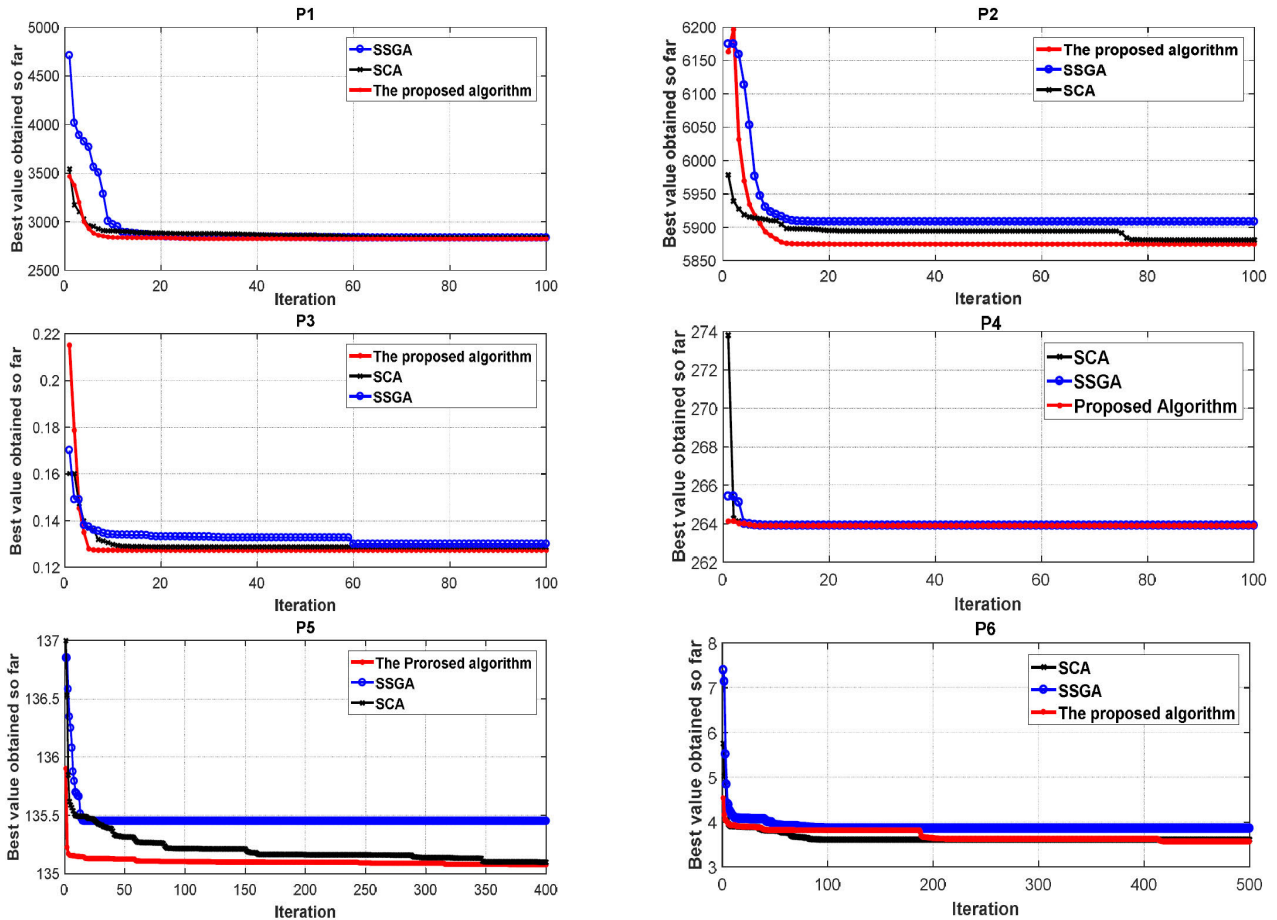 P1
Best value obtained so far
5000
4500
4000
3500
3000
2500
0 20 40 60 80 100
Iteration
SSGA
SCA
The proposed algorithm
P2
Best value obtained so far
6200
6150
6100
6050
6000
5950
5900
5850
0 20 40 60 80 100
Iteration
The proposed algorithm
SSGA
SCA
P3
Best value obtained so far
0.22
0.2
0.18
0.16
0.14
0.12
0 20 40 60 80 100
Iteration
The proposed algorithm
SCA
SSGA
P4
Best value obtained so far
274
272
270
268
266
264
262
0 20 40 60 80 100
Iteration
SCA
SSGA
Proposed Algorithm
P5
Best value obtained so far
137
136.5
136
135.5
135
0 50 100 150 200 250 300 350 400
Iteration
The Prorosed algorithm
SSGA
SCA
P6
Best value obtained so far
8
7
6
5
4
3
0 100 200 300 400 500
Iteration
SCA
SSGA
The proposed algorithm